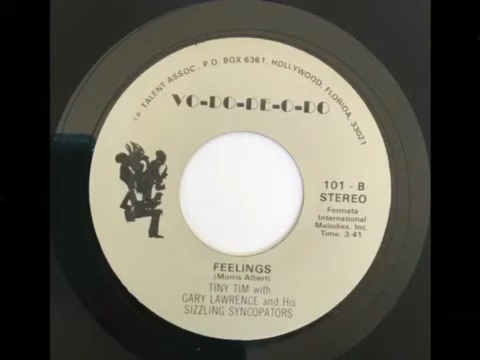 i.e. TALENT ASSOC., P.O. BOX 6361, HOLLYWOOD, FLORIDA, 33021
VO-DO-DE-O-DO
101 - B
STEREO
Fermata
International
Melodies, Inc.
Time: 3:41
FEELINGS
(Morris Albert)
TINY TIM with
GARY LAWRENCE and His
SIZZLING SYNCOPATORS